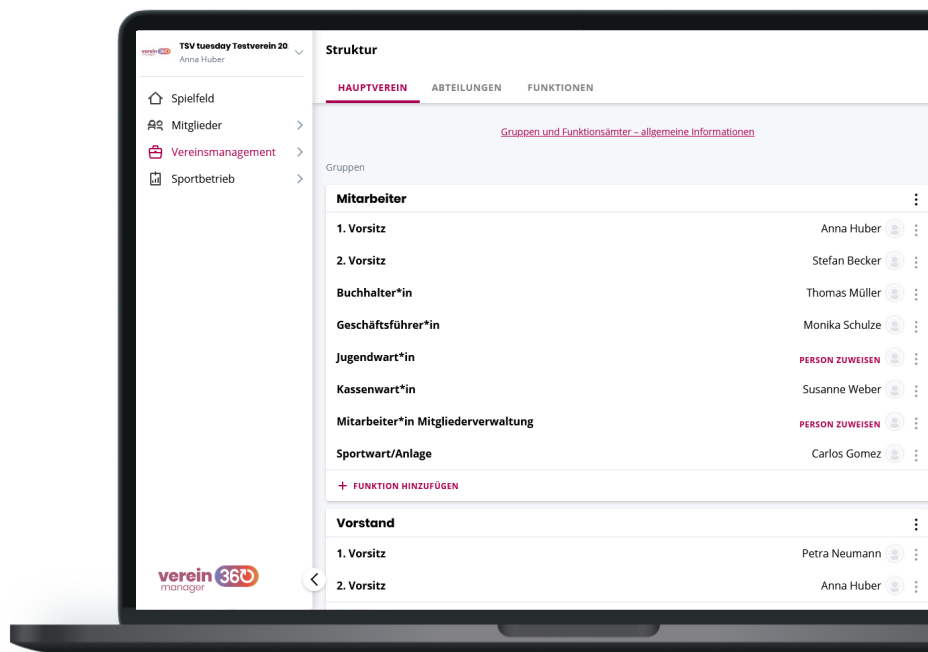 verein 360
manager
TSV tuesday Testverein 20
Anna Huber
Spielfeld
Mitglieder
Vereinsmanagement
Sportbetrieb
verein 360
manager
Struktur
HAUPTVEREIN ABTEILUNGEN FUNKTIONEN
Gruppen und Funktionsämter – allgemeine Informationen
Gruppen
Mitarbeiter
1. Vorsitz Anna Huber
2. Vorsitz Stefan Becker
Buchhalter*in Thomas Müller
Geschäftsführer*in Monika Schulze
Jugendwart*in PERSON ZUWEISEN
Kassenwart*in Susanne Weber
Mitarbeiter*in Mitgliederverwaltung PERSON ZUWEISEN
Sportwart/Anlage Carlos Gomez
+ FUNKTION HINZUFÜGEN
Vorstand
1. Vorsitz Petra Neumann
2. Vorsitz Anna Huber